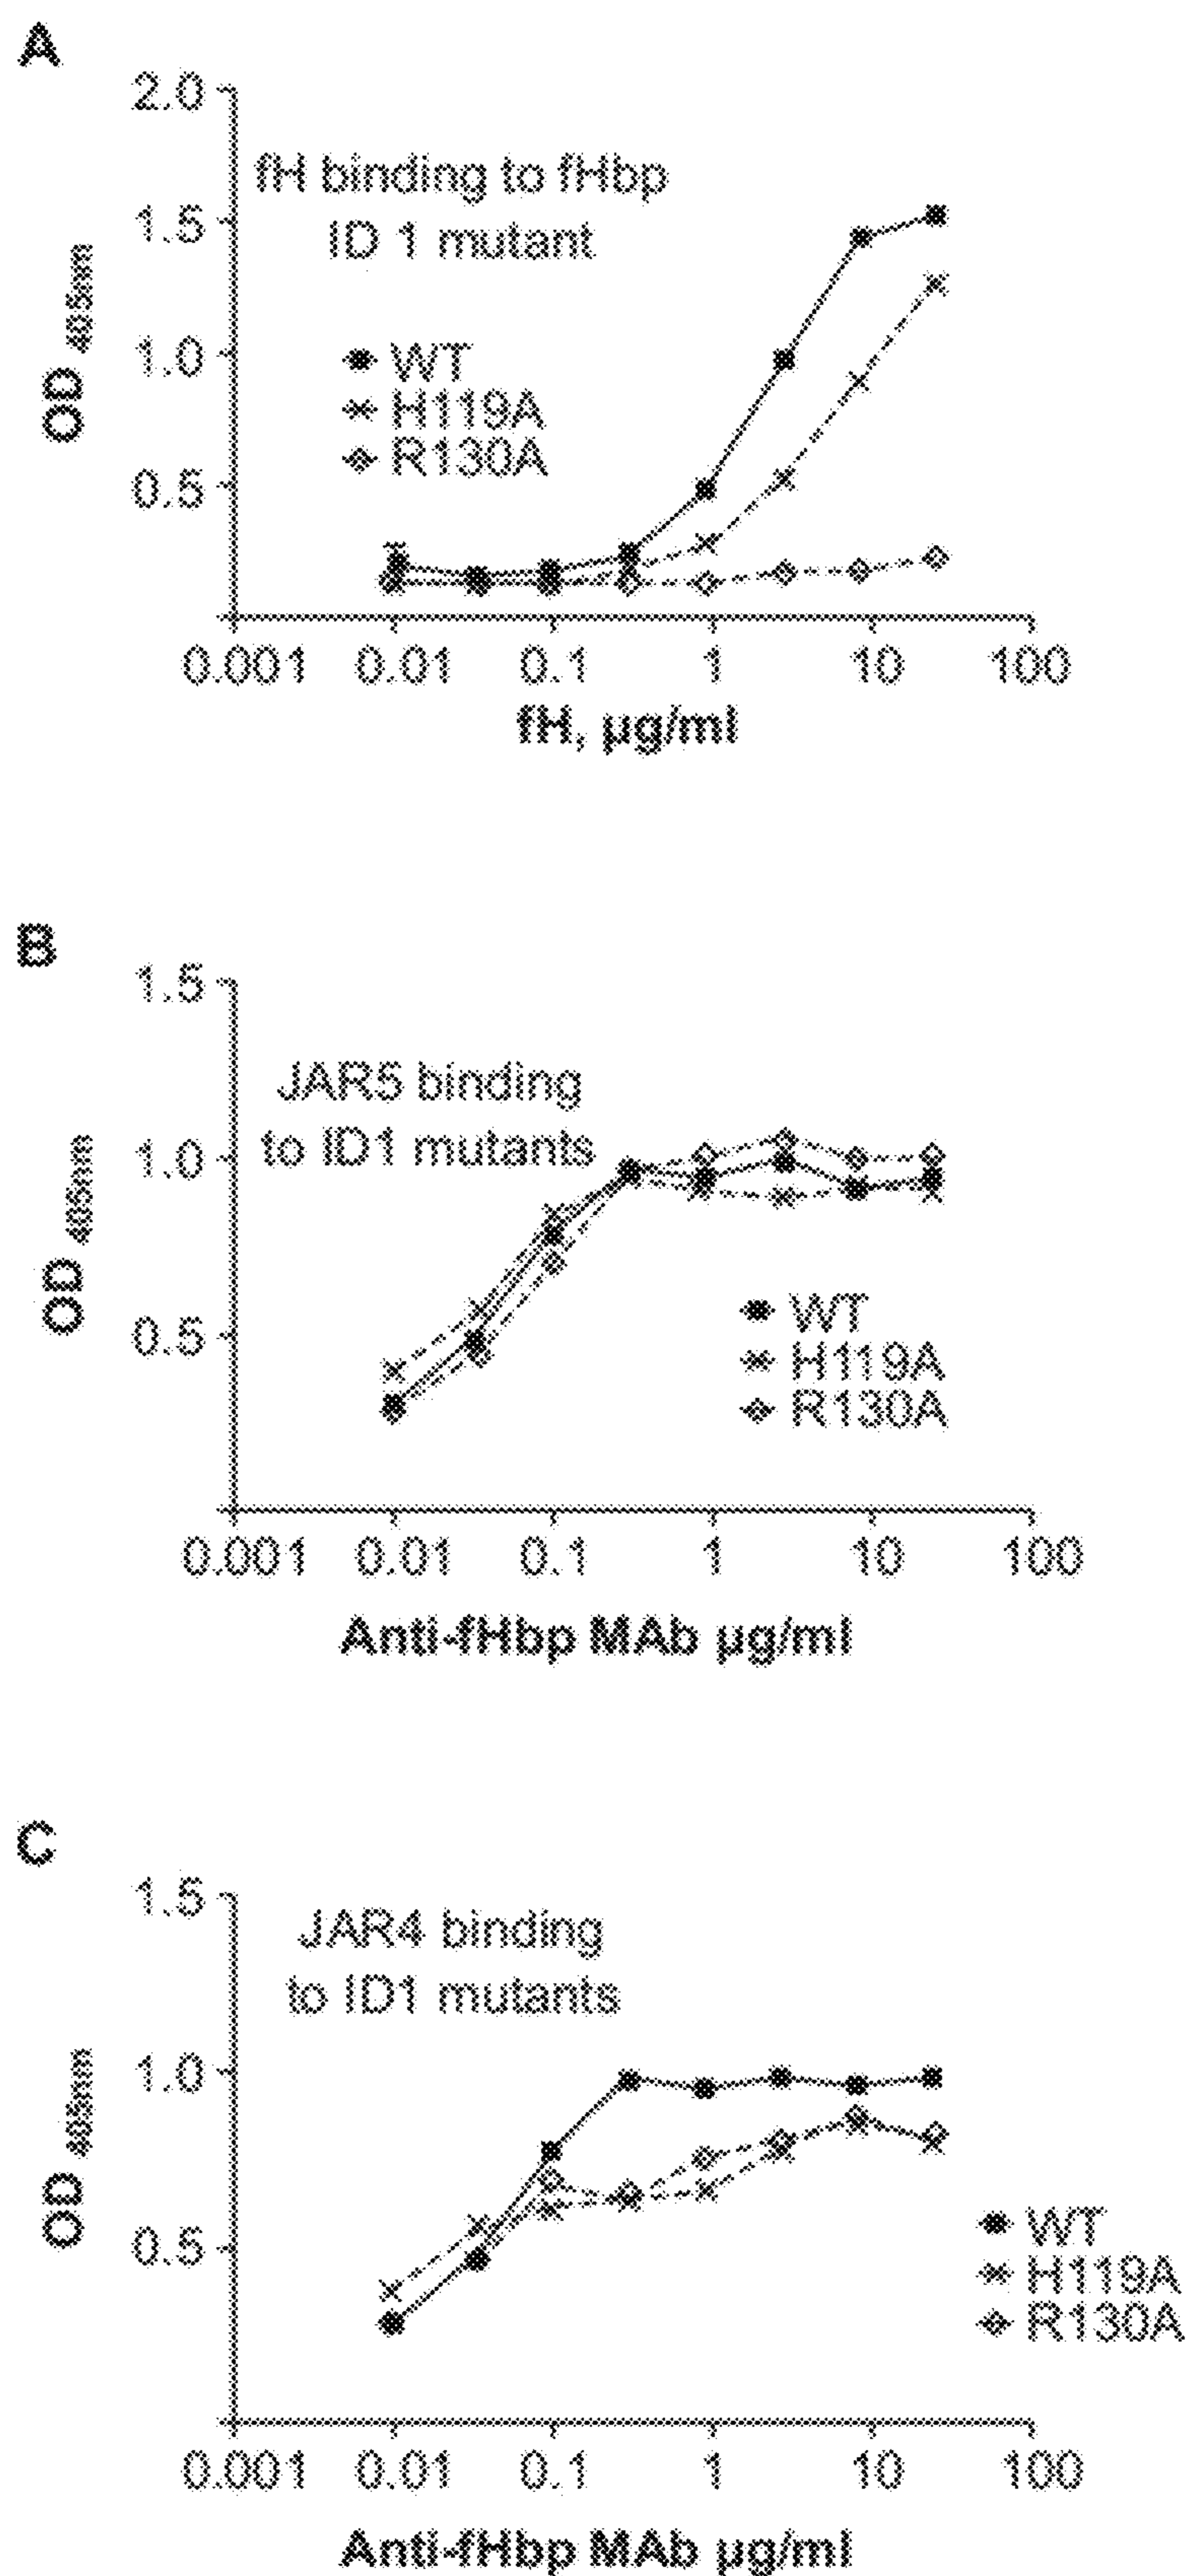 A
2.0
fH binding to fHbp
ID 1 mutant
1.5
1.0
0.5
OD 405nm
WT
H119A
R130A
0.001 0.01 0.1 1 10 100
fH, µg/ml
B
1.5
JAR5 binding
to ID1 mutants
1.0
0.5
OD 405nm
WT
H119A
R130A
0.001 0.01 0.1 1 10 100
Anti-fHbp MAb µg/ml
C
1.5
JAR4 binding
to ID1 mutants
1.0
0.5
OD 405nm
WT
H119A
R130A
0.001 0.01 0.1 1 10 100
Anti-fHbp MAb µg/ml